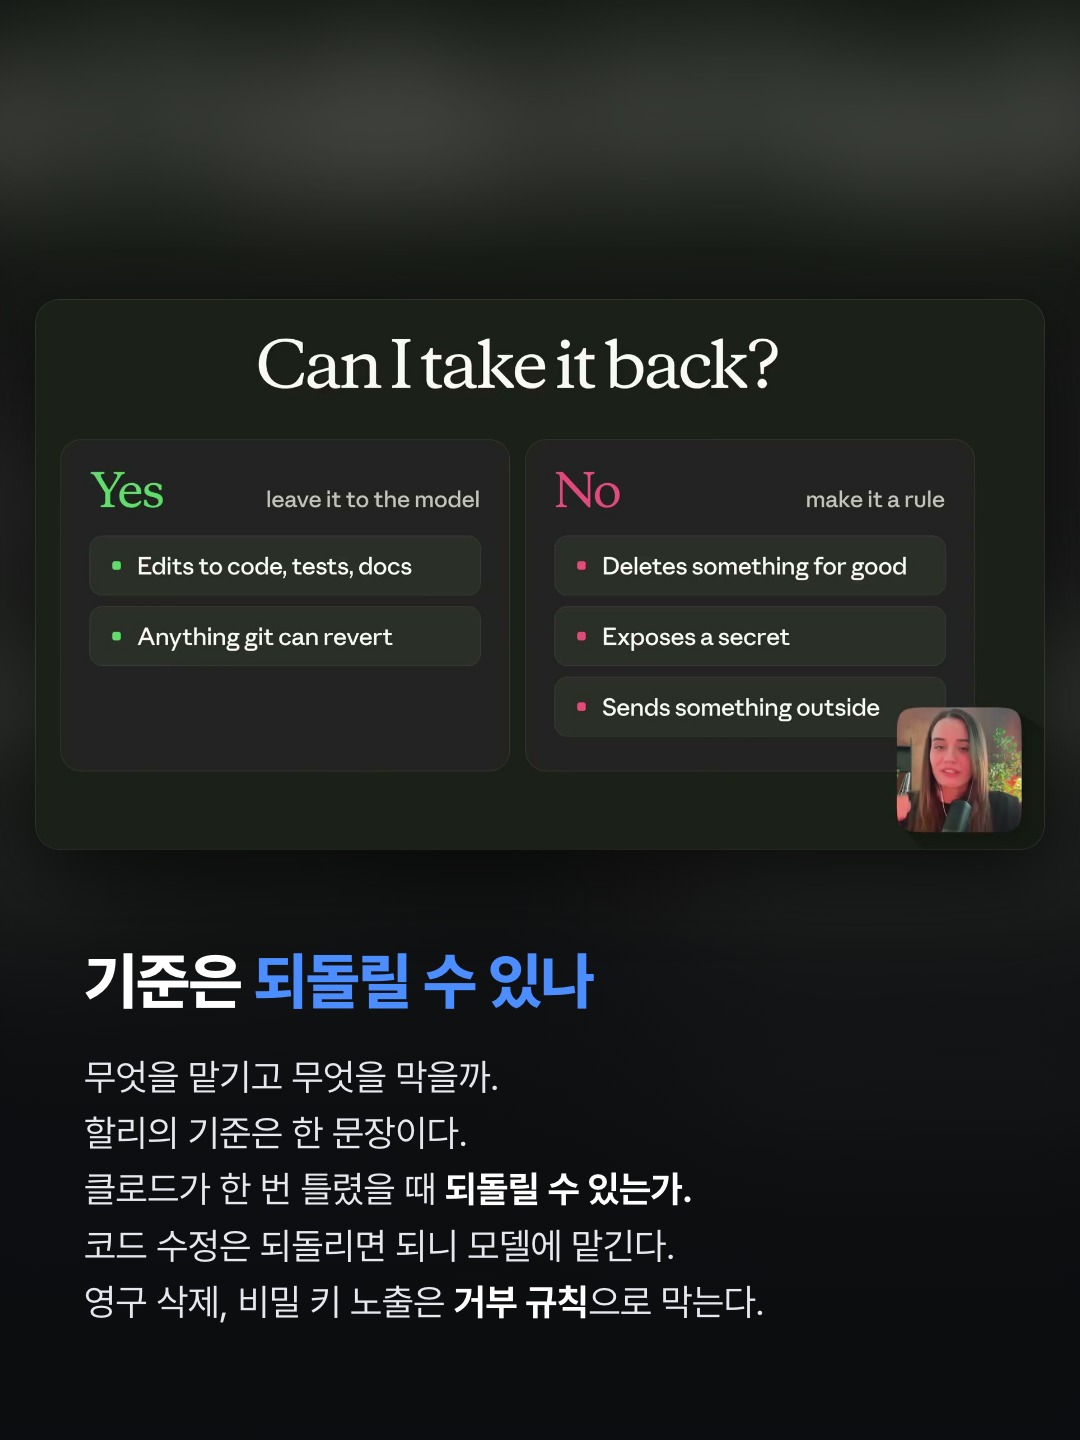 Can I take it back?
Yes
leave it to the model
Edits to code, tests, docs
Anything git can revert
No
make it a rule
Deletes something for good
Exposes a secret
Sends something outside
기준은 되돌릴 수 있나
무엇을 맡기고 무엇을 막을까.
할리의 기준은 한 문장이다.
클로드가 한 번 틀렸을 때 되돌릴 수 있는가.
코드 수정은 되돌리면 되니 모델에 맡긴다.
영구 삭제, 비밀 키 노출은 거부 규칙으로 막는다.